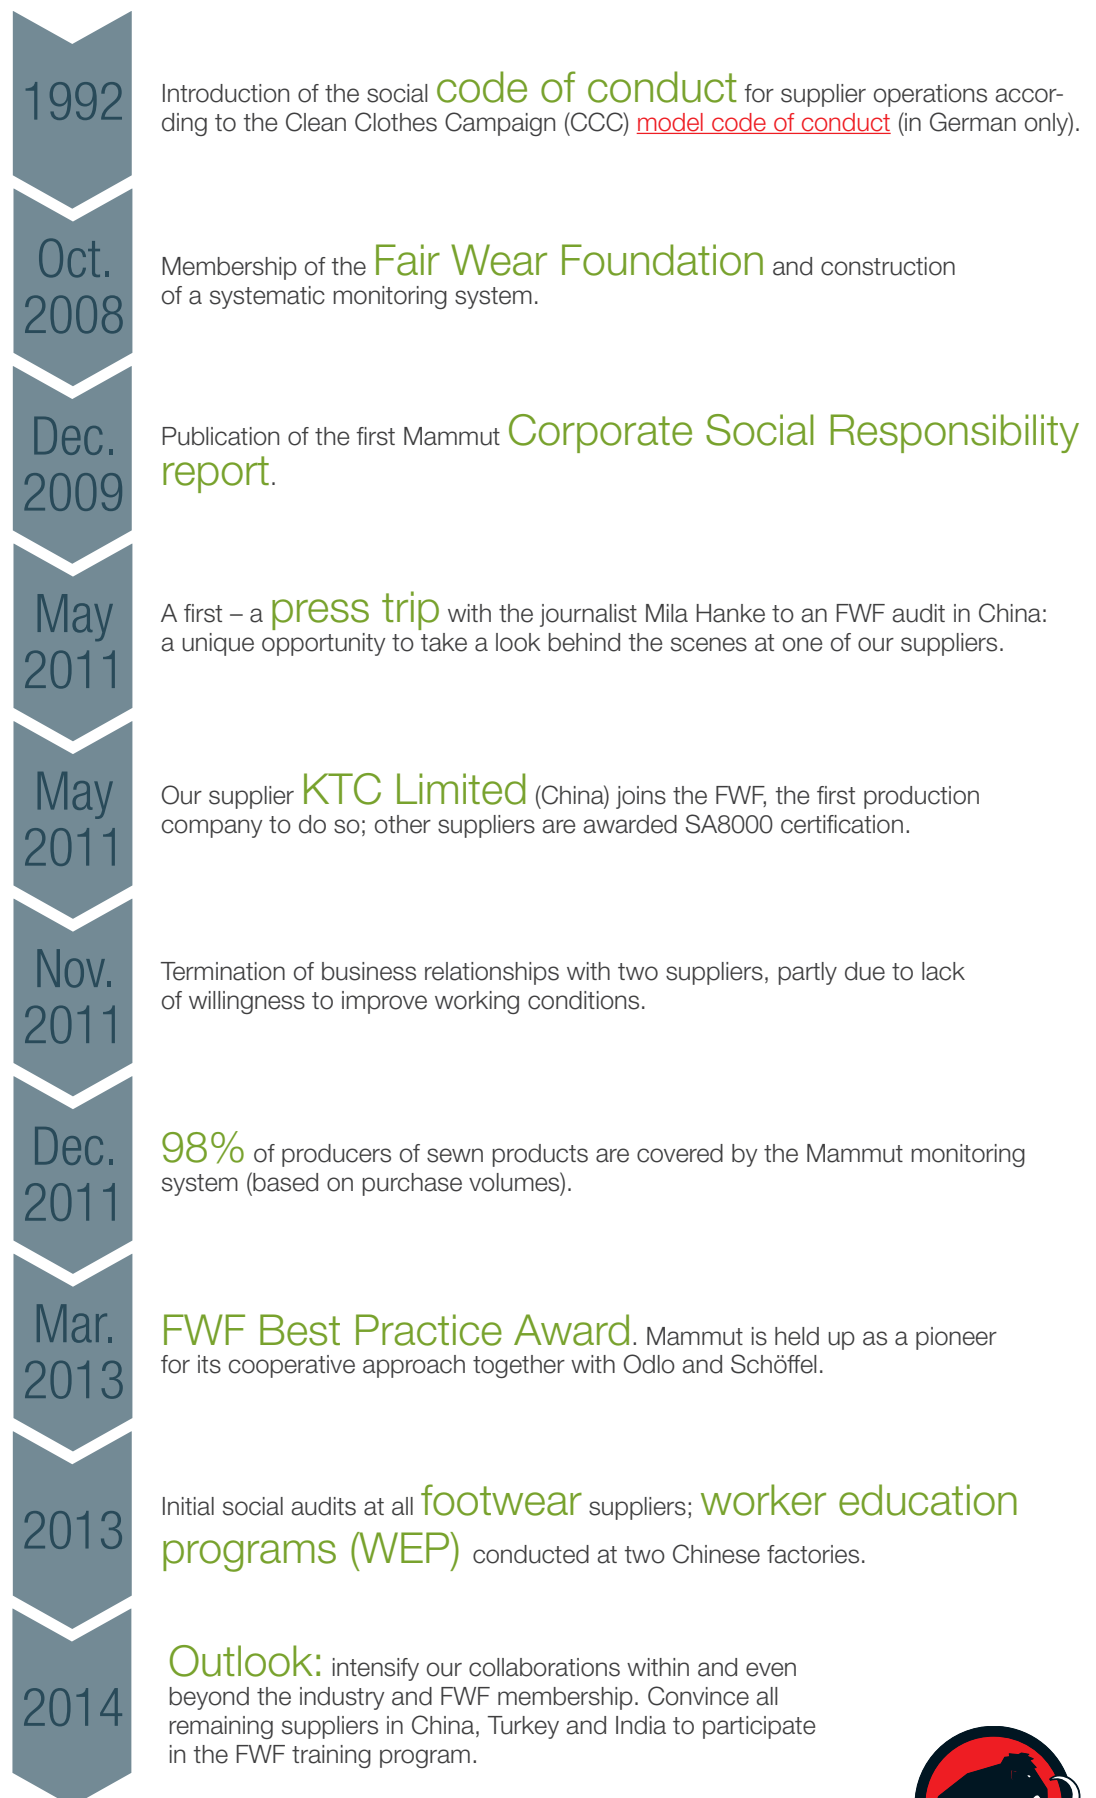 1992
Introduction of the social code of conduct for supplier operations accor-
ding to the Clean Clothes Campaign (CCC) model code of conduct (in German only).
Oct.
2008
Membership of the Fair Wear Foundation and construction
of a systematic monitoring system.
Dec.
2009
Publication of the first Mammut Corporate Social Responsibility
report.
May
2011
A first – a press trip with the journalist Mila Hanke to an FWF audit in China:
a unique opportunity to take a look behind the scenes at one of our suppliers.
May
2011
Our supplier KTC Limited (China) joins the FWF, the first production
company to do so; other suppliers are awarded SA8000 certification.
Nov.
2011
Termination of business relationships with two suppliers, partly due to lack
of willingness to improve working conditions.
Dec.
2011
98% of producers of sewn products are covered by the Mammut monitoring
system (based on purchase volumes).
Mar.
2013
FWF Best Practice Award. Mammut is held up as a pioneer
for its cooperative approach together with Odlo and Schöffel.
2013
Initial social audits at all footwear suppliers; worker education
programs (WEP) conducted at two Chinese factories.
2014
Outlook: intensify our collaborations within and even
beyond the industry and FWF membership. Convince all
remaining suppliers in China, Turkey and India to participate
in the FWF training program.